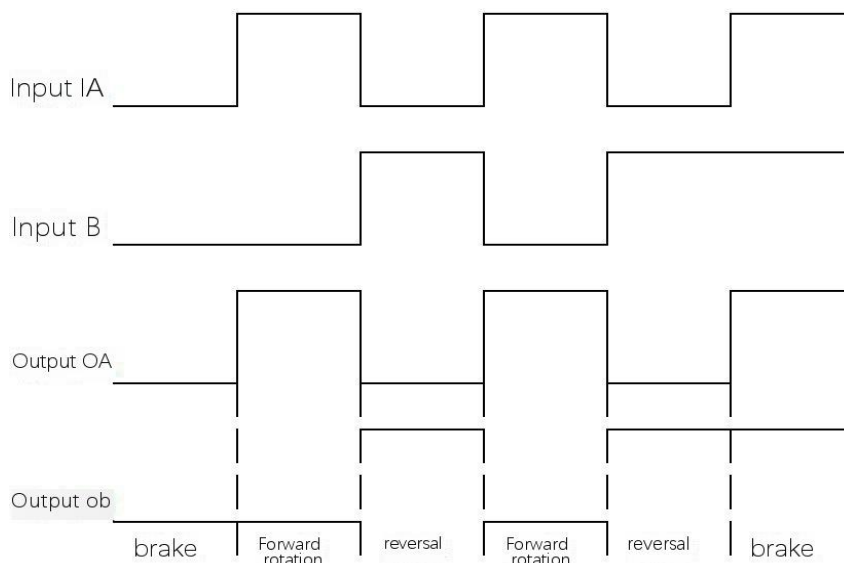 Input IA
Input B
Output OA
Output ob
brake
Forward
rotation
reversal
Forward
rotation
reversal
brake